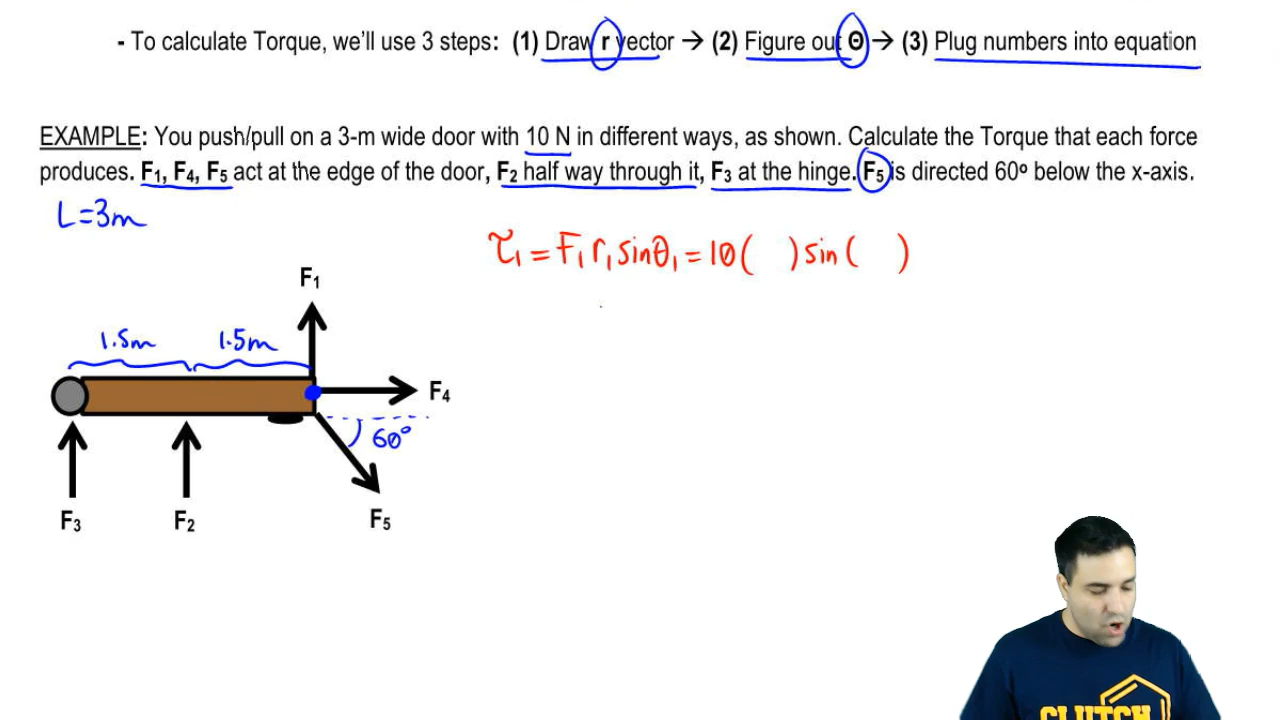 - To calculate Torque, we'll use 3 steps: (1) Draw r vector → (2) Figure out Θ → (3) Plug numbers into equation
EXAMPLE: You push/pull on a 3-m wide door with 10 N in different ways, as shown. Calculate the Torque that each force
produces. F₁, F₄, F₅ act at the edge of the door, F₂ half way through it, F₃ at the hinge. F₅ is directed 60º below the x-axis.
L=3m
τ₁ = F₁ r₁ sinθ₁ = 10( ) sin( )
F₁
1.5m 1.5m
F₄
60°
F₃ F₂ F₅
CLUTCH